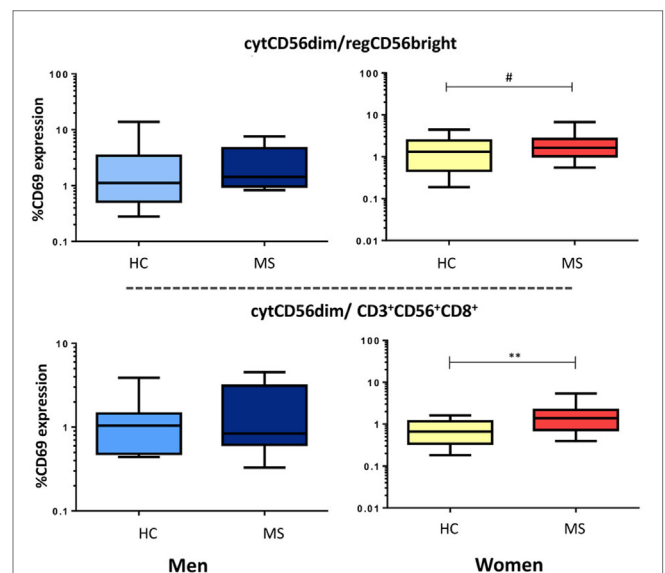 cytCD56dim/regCD56bright
%CD69 expression
100
10
1
0.1
HC
MS
100
10
1
0.1
0.01
#
HC
MS
cytCD56dim/ CD3⁺CD56⁺CD8⁺
%CD69 expression
10
1
0.1
HC
MS
100
10
1
0.1
0.01
**
HC
MS
Men
Women